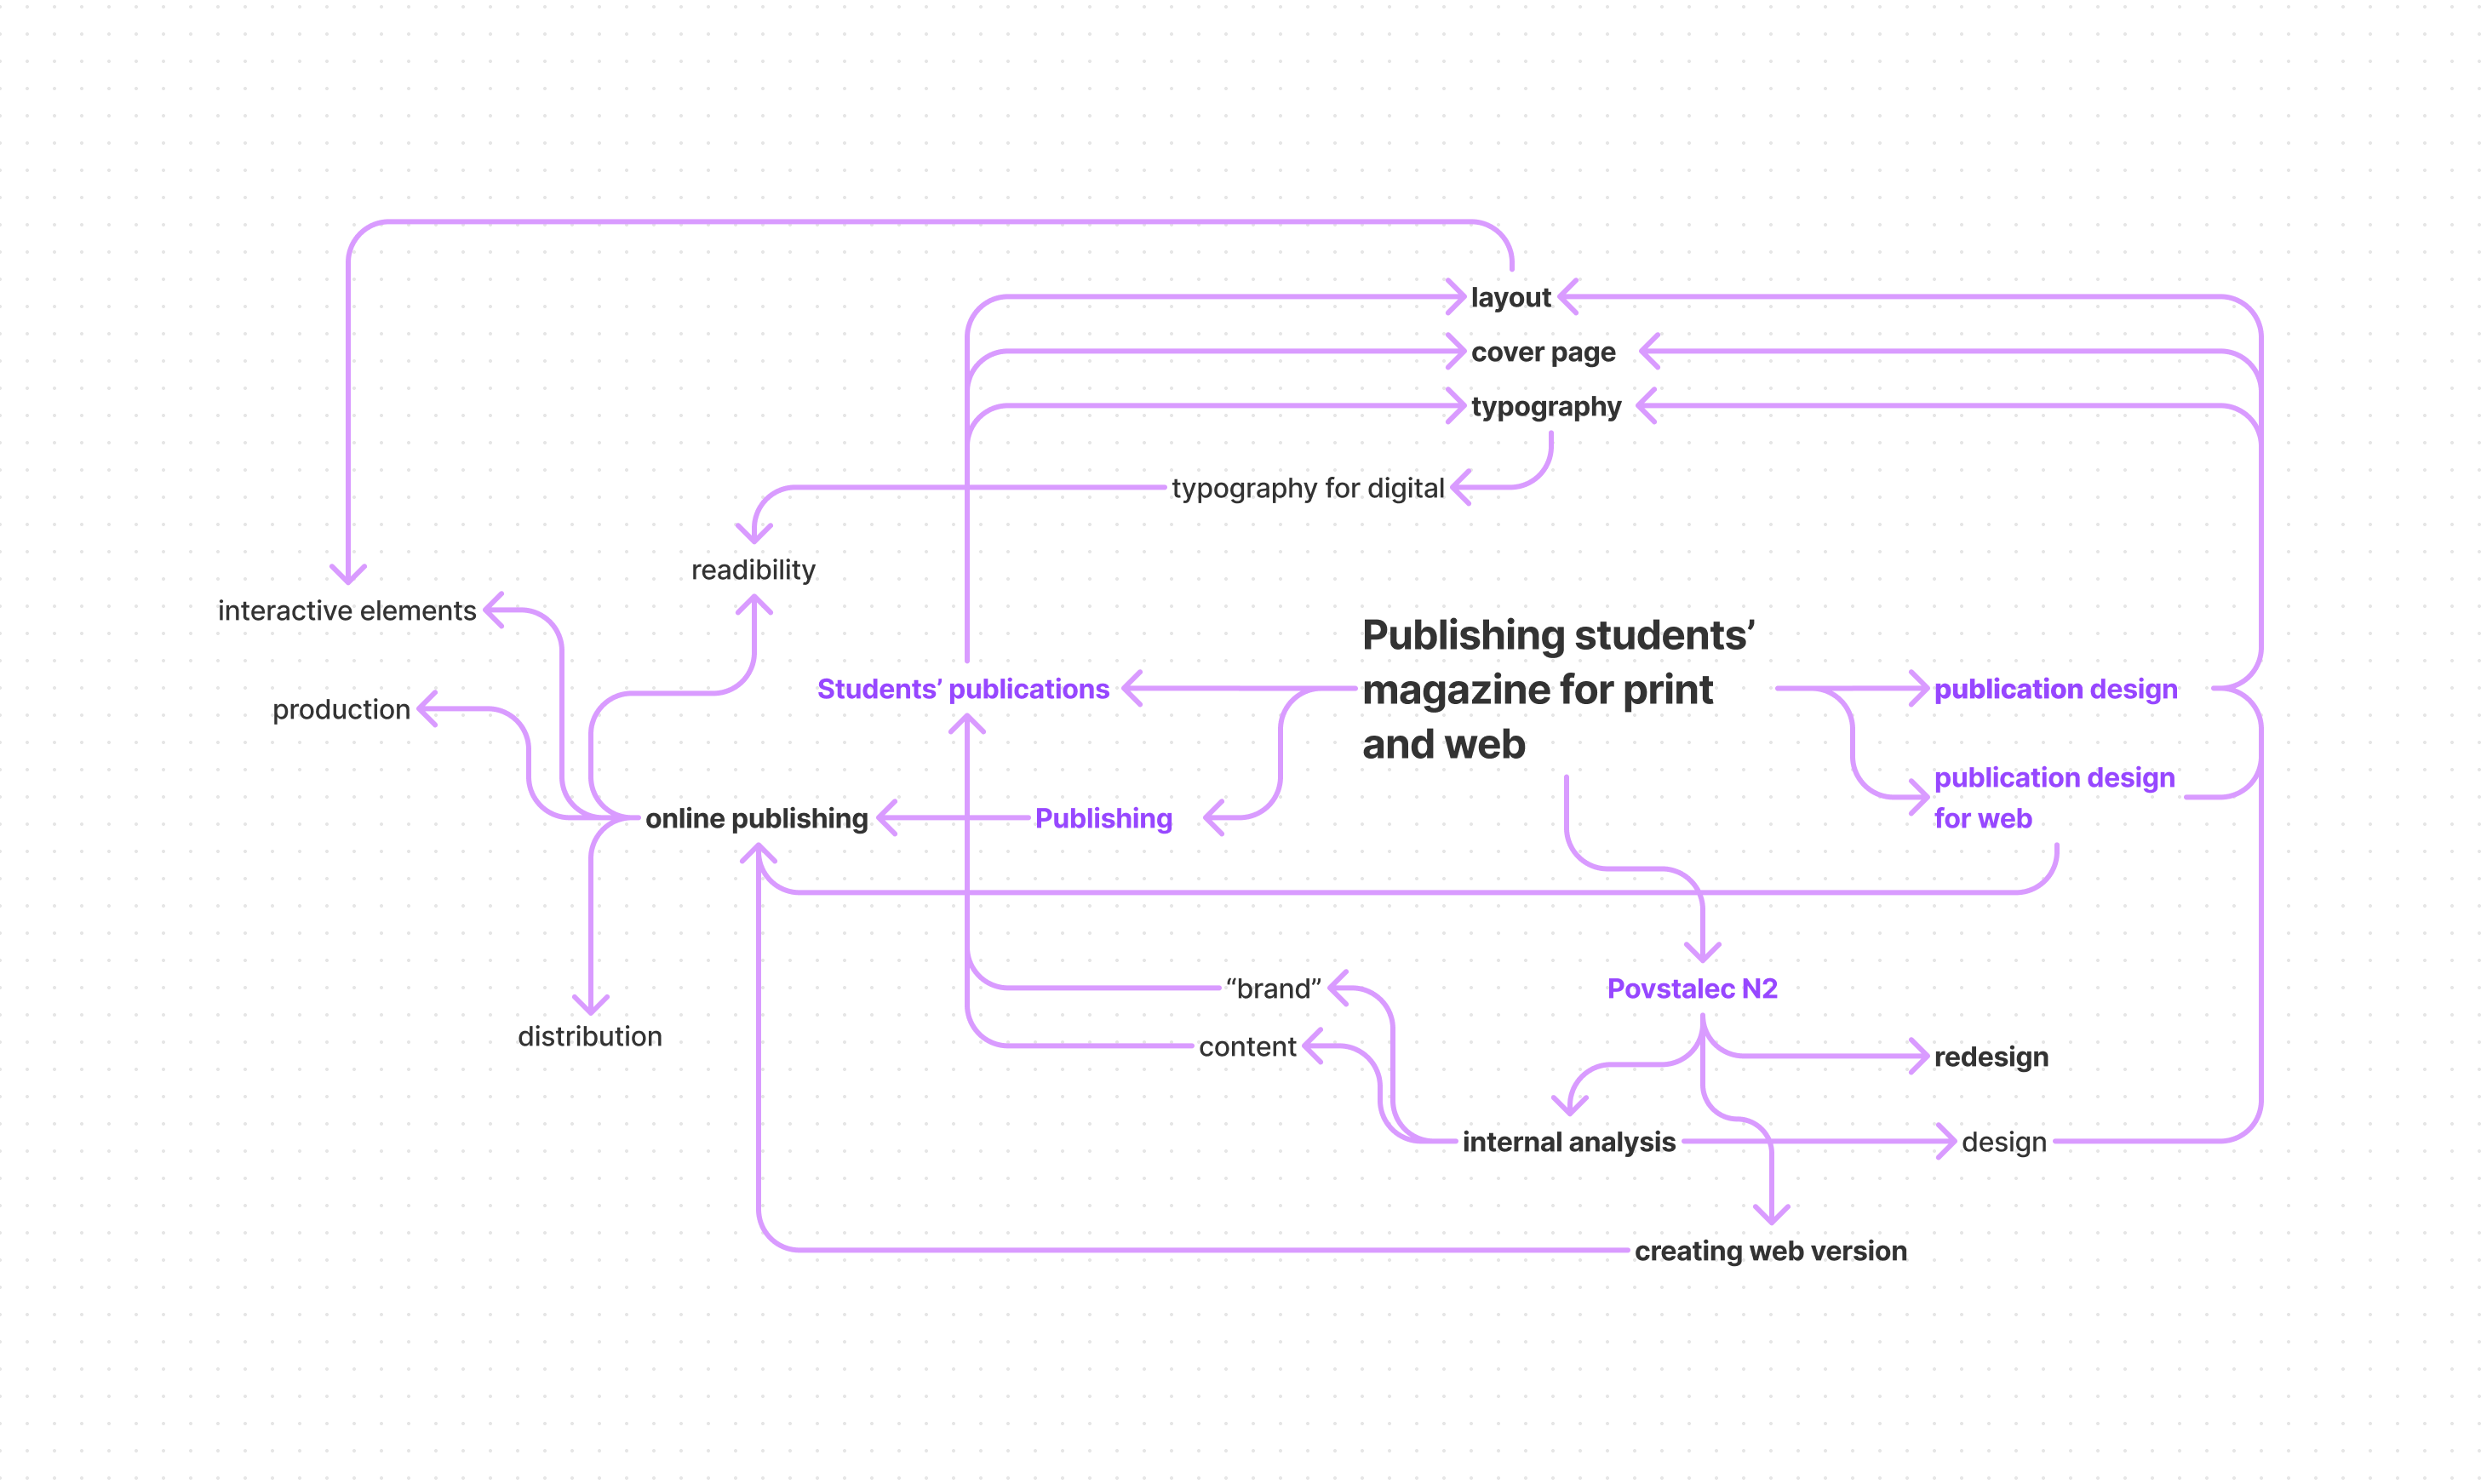 layout
cover page
typography
typography for digital
readibility
interactive elements
Publishing students’
magazine for print
and web
Students’ publications
publication design
production
publication design
for web
online publishing
Publishing
“brand”
Povstalec N2
distribution
content
redesign
internal analysis
design
creating web version